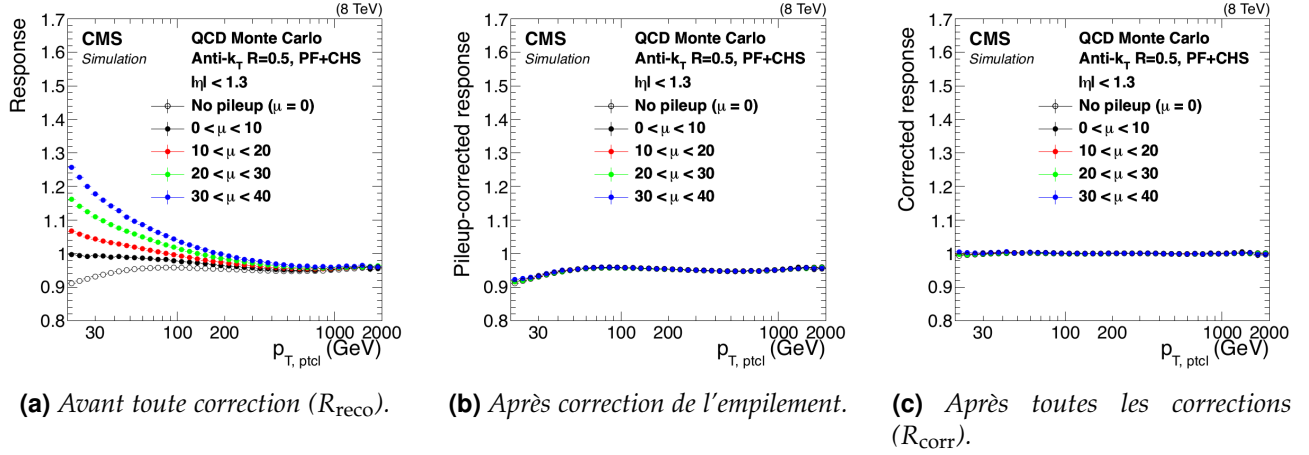 (8 TeV)
Response
1.7
1.6
1.5
1.4
1.3
1.2
1.1
1
0.9
0.8
CMS
Simulation
QCD Monte Carlo
Anti-kT R=0.5, PF+CHS
|η| < 1.3
No pileup (μ = 0)
0 < μ < 10
10 < μ < 20
20 < μ < 30
30 < μ < 40
30 100 200 1000 2000
pT, ptcl (GeV)
(a) Avant toute correction (Rreco).
(8 TeV)
Pileup-corrected response
1.7
1.6
1.5
1.4
1.3
1.2
1.1
1
0.9
0.8
CMS
Simulation
QCD Monte Carlo
Anti-kT R=0.5, PF+CHS
|η| < 1.3
No pileup (μ = 0)
0 < μ < 10
10 < μ < 20
20 < μ < 30
30 < μ < 40
30 100 200 1000 2000
pT, ptcl (GeV)
(b) Après correction de l'empilement.
(8 TeV)
Corrected response
1.7
1.6
1.5
1.4
1.3
1.2
1.1
1
0.9
0.8
CMS
Simulation
QCD Monte Carlo
Anti-kT R=0.5, PF+CHS
|η| < 1.3
No pileup (μ = 0)
0 < μ < 10
10 < μ < 20
20 < μ < 30
30 < μ < 40
30 100 200 1000 2000
pT, ptcl (GeV)
(c) Après toutes les corrections
(Rcorr).